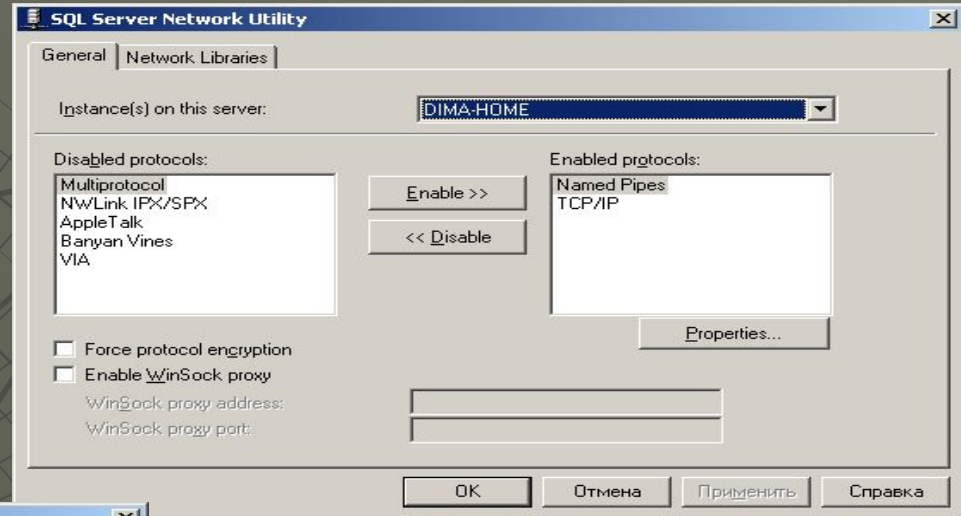 SQL Server Network Utility
General Network Libraries
Instance(s) on this server: DIMA-HOME
Disabled protocols:
Multiprotocol
NWLink IPX/SPX
AppleTalk
Banyan Vines
VIA
Enable >>
<< Disable
Enabled protocols:
Named Pipes
TCP/IP
Properties...
Force protocol encryption
Enable WinSock proxy
WinSock proxy address:
WinSock proxy port:
OK Отмена Применить Справка